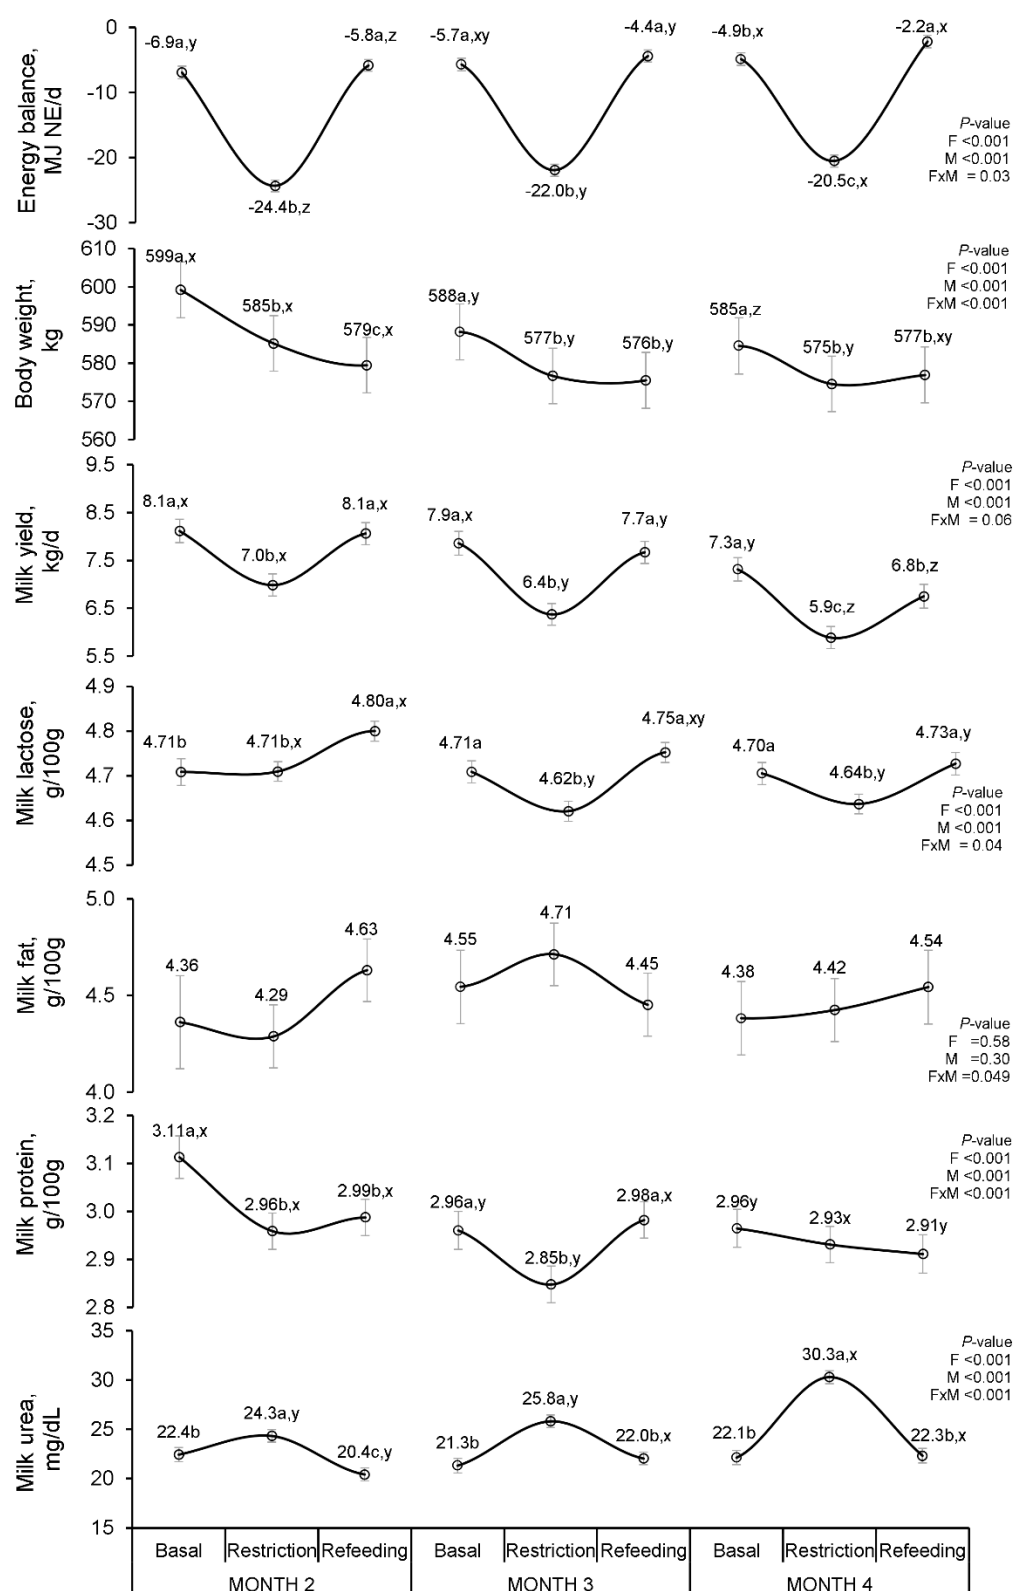 Energy balance,
MJ NE/d
0
-10
-20
-30
-6.9a,y
-24.4b,z
-5.8a,z
-5.7a,xy
-22.0b,y
-4.4a,y
-4.9b,x
-20.5c,x
-2.2a,x
P-value
F <0.001
M <0.001
FxM = 0.03
Body weight,
kg
610
600
590
580
570
560
599a,x
585b,x
579c,x
588a,y
577b,y
576b,y
585a,z
575b,y
577b,xy
P-value
F <0.001
M <0.001
FxM <0.001
Milk yield,
kg/d
9.5
8.5
7.5
6.5
5.5
8.1a,x
7.0b,x
8.1a,x
7.9a,x
6.4b,y
7.7a,y
7.3a,y
5.9c,z
6.8b,z
P-value
F <0.001
M <0.001
FxM = 0.06
Milk lactose,
g/100g
4.9
4.8
4.7
4.6
4.5
4.71b
4.71b,x
4.80a,x
4.71a
4.62b,y
4.75a,xy
4.70a
4.64b,y
4.73a,y
P-value
F <0.001
M <0.001
FxM = 0.04
Milk fat,
g/100g
5.0
4.5
4.0
4.36
4.29
4.63
4.55
4.71
4.45
4.38
4.42
4.54
P-value
F =0.58
M =0.30
FxM =0.049
Milk protein,
g/100g
3.2
3.1
3.0
2.9
2.8
3.11a,x
2.96b,x
2.99b,x
2.96a,y
2.85b,y
2.98a,x
2.96y
2.93x
2.91y
P-value
F <0.001
M <0.001
FxM <0.001
Milk urea,
mg/dL
35
30
25
20
15
22.4b
24.3a,y
20.4c,y
21.3b
25.8a,y
22.0b,x
22.1b
30.3a,x
22.3b,x
P-value
F <0.001
M <0.001
FxM <0.001
Basal Restriction Refeeding Basal Restriction Refeeding Basal Restriction Refeeding
MONTH 2 MONTH 3 MONTH 4